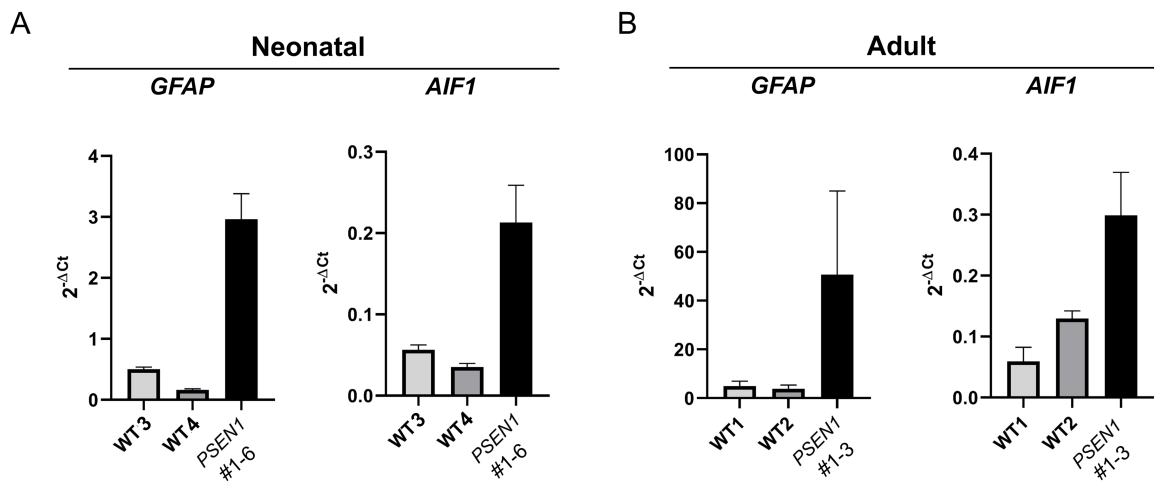 A
Neonatal
GFAP
AIF1
2^-ΔCt
4
3
2
1
0
WT3
WT4
PSEN1
#1-6
2^-ΔCt
0.3
0.2
0.1
0.0
WT3
WT4
PSEN1
#1-6
B
Adult
GFAP
AIF1
2^-ΔCt
100
80
60
40
20
0
WT1
WT2
PSEN1
#1-3
2^-ΔCt
0.4
0.3
0.2
0.1
0.0
WT1
WT2
PSEN1
#1-3